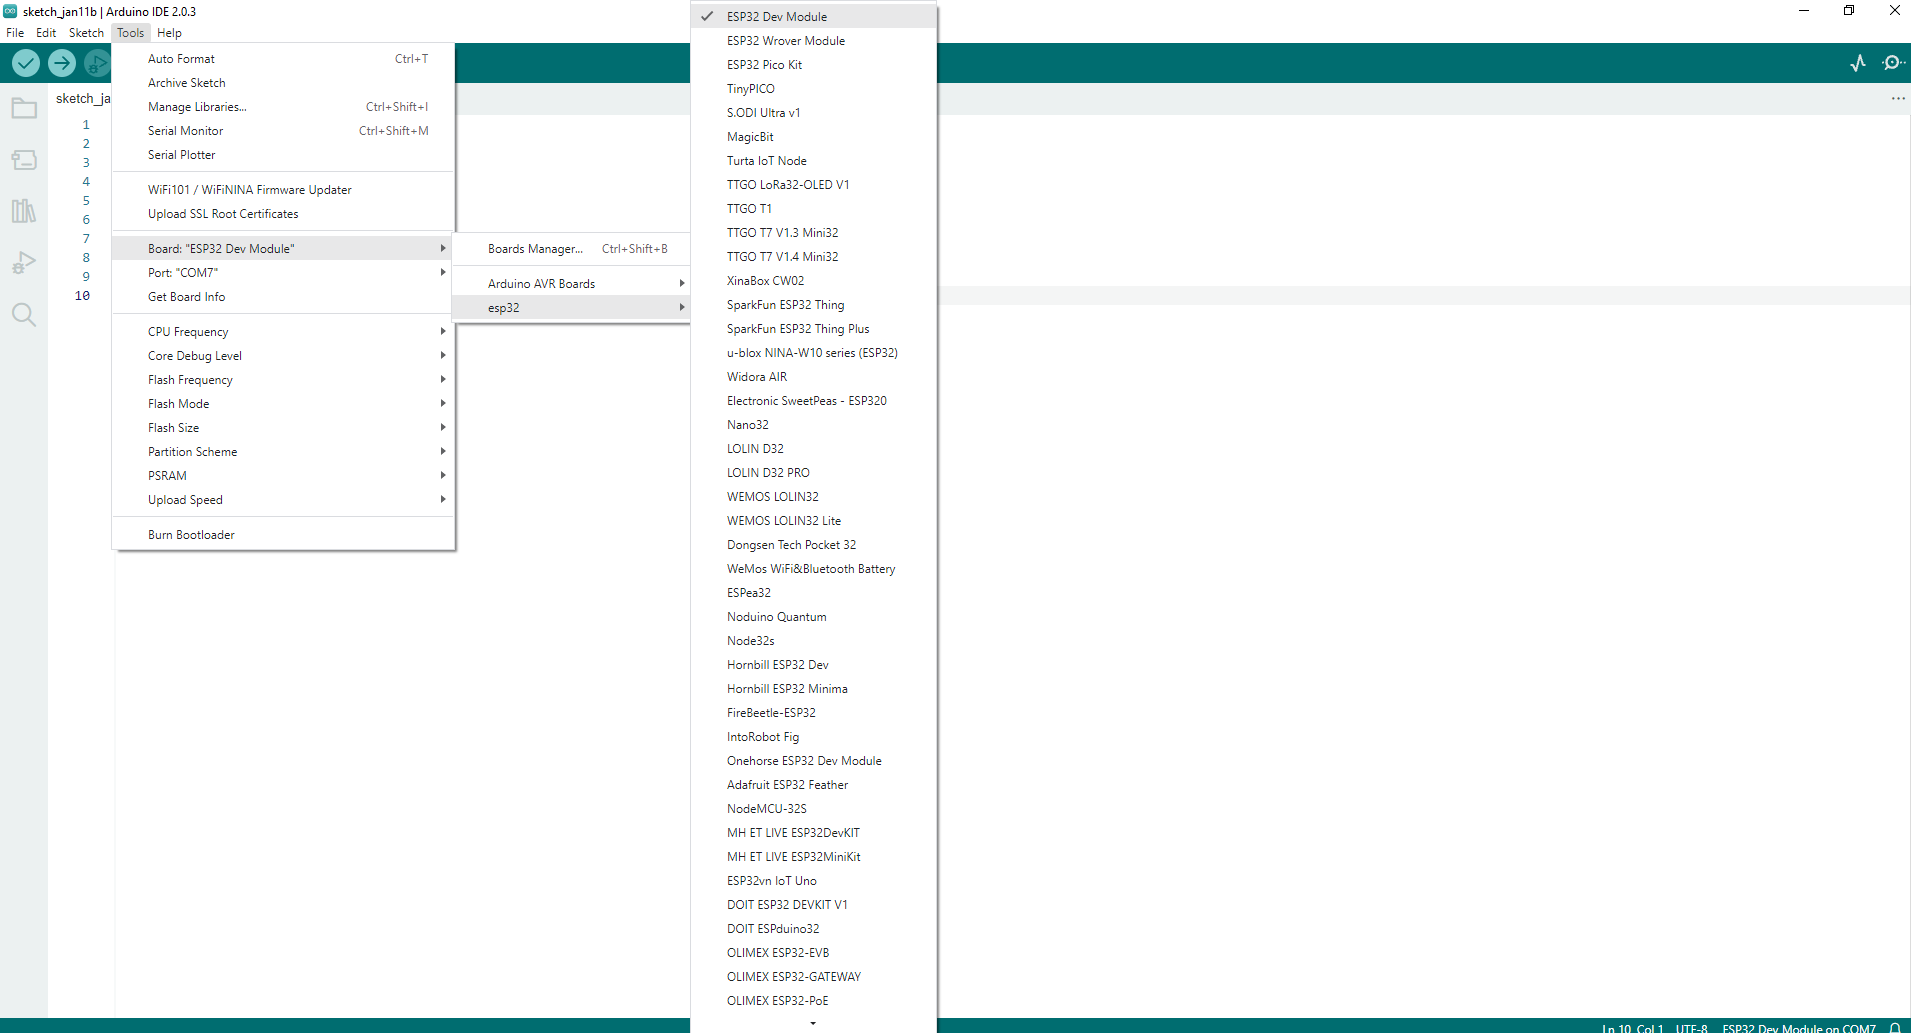 sketch_jan11b | Arduino IDE 2.0.3
File Edit Sketch Tools Help
sketch_ja
1
2
3
4
5
6
7
8
9
10
Auto Format Ctrl+T
Archive Sketch
Manage Libraries... Ctrl+Shift+I
Serial Monitor Ctrl+Shift+M
Serial Plotter
WiFi101 / WiFiNINA Firmware Updater
Upload SSL Root Certificates
Board: "ESP32 Dev Module"
Port: "COM7"
Get Board Info
CPU Frequency
Core Debug Level
Flash Frequency
Flash Mode
Flash Size
Partition Scheme
PSRAM
Upload Speed
Burn Bootloader
Boards Manager... Ctrl+Shift+B
Arduino AVR Boards
esp32
ESP32 Dev Module
ESP32 Wrover Module
ESP32 Pico Kit
TinyPICO
S.ODI Ultra v1
MagicBit
Turta IoT Node
TTGO LoRa32-OLED V1
TTGO T1
TTGO T7 V1.3 Mini32
TTGO T7 V1.4 Mini32
XinaBox CW02
SparkFun ESP32 Thing
SparkFun ESP32 Thing Plus
u-blox NINA-W10 series (ESP32)
Widora AIR
Electronic SweetPeas - ESP320
Nano32
LOLIN D32
LOLIN D32 PRO
WEMOS LOLIN32
WEMOS LOLIN32 Lite
Dongsen Tech Pocket 32
WeMos WiFi&Bluetooth Battery
ESPea32
Noduino Quantum
Node32s
Hornbill ESP32 Dev
Hornbill ESP32 Minima
FireBeetle-ESP32
IntoRobot Fig
Onehorse ESP32 Dev Module
Adafruit ESP32 Feather
NodeMCU-32S
MH ET LIVE ESP32DevKIT
MH ET LIVE ESP32MiniKit
ESP32vn IoT Uno
DOIT ESP32 DEVKIT V1
DOIT ESPduino32
OLIMEX ESP32-EVB
OLIMEX ESP32-GATEWAY
OLIMEX ESP32-PoE
Ln 10, Col 1 UTF-8 ESP32 Dev Module on COM7